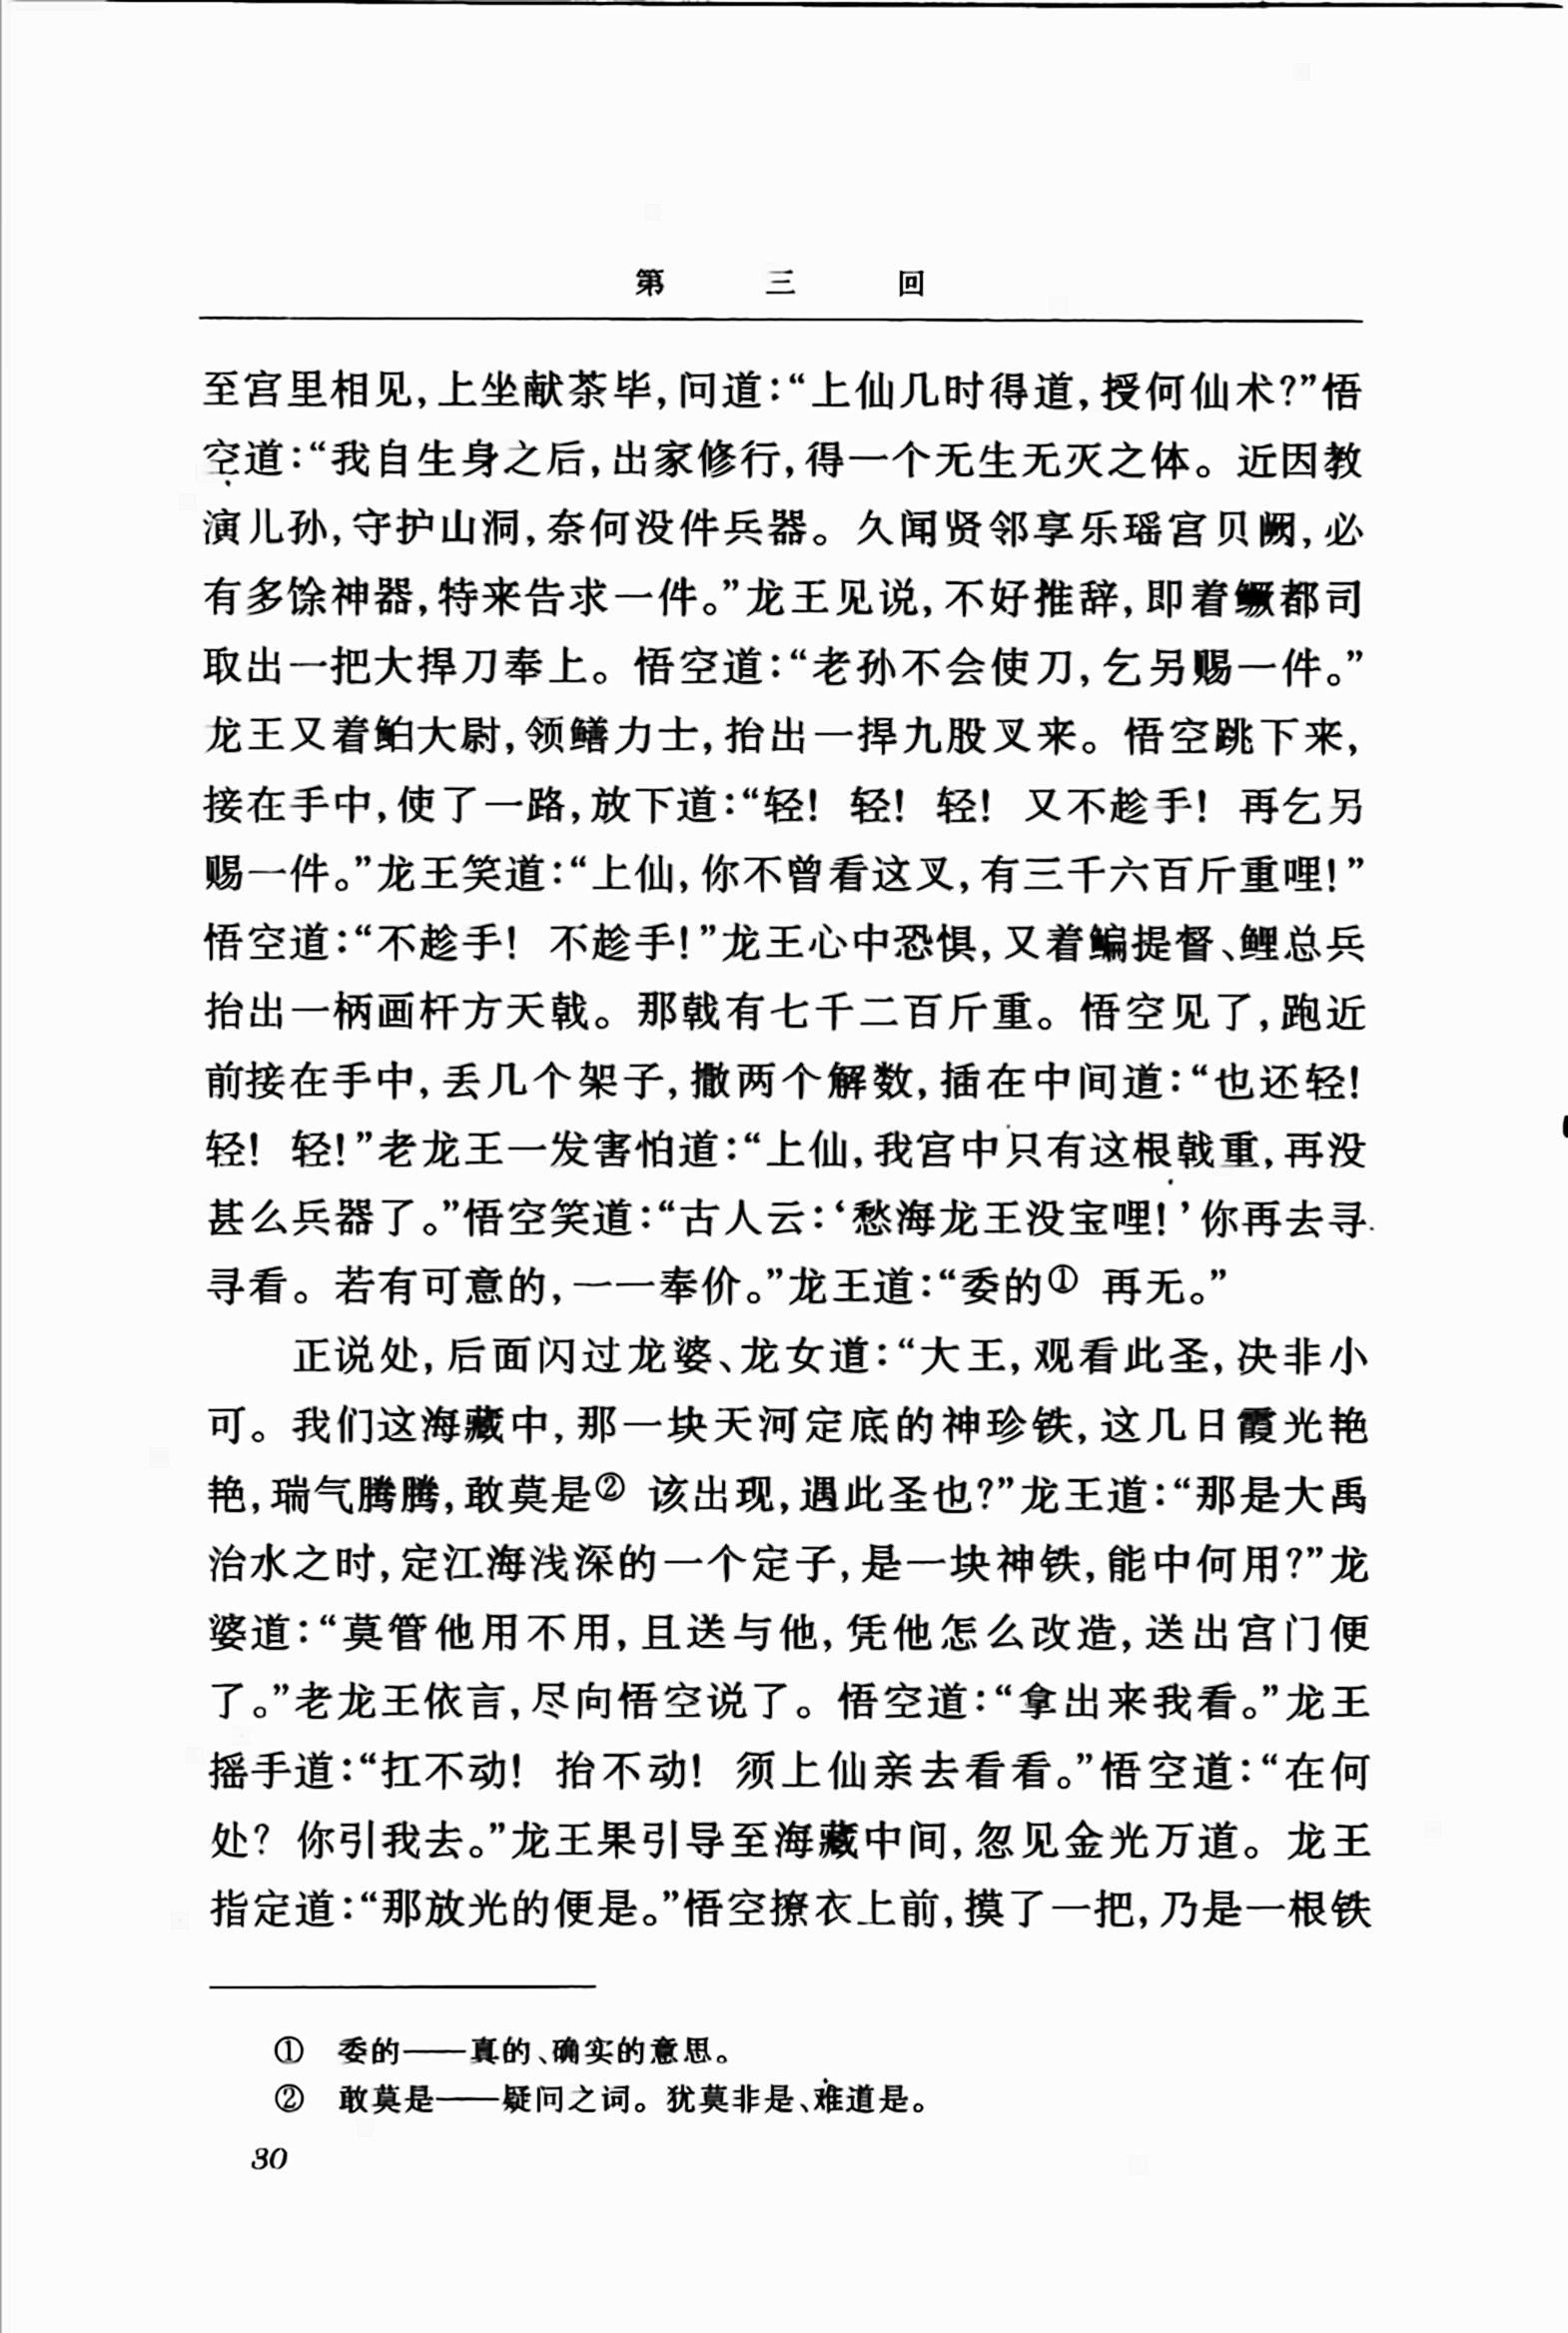 第三回
至宫里相见，上坐献茶毕，问道：“上仙几时得道，授何仙术？”悟
空道：“我自生身之后，出家修行，得一个无生无灭之体。近因教
演儿孙，守护山洞，奈何没件兵器。久闻贤邻享乐瑶宫贝阙，必
有多馀神器，特来告求一件。”龙王见说，不好推辞，即着鳜都司
取出一把大捍刀奉上。悟空道：“老孙不会使刀，乞另赐一件。”
龙王又着鲌大尉，领鳝力士，抬出一捍九股叉来。悟空跳下来，
接在手中，使了一路，放下道：“轻！轻！轻！又不趁手！再乞另
赐一件。”龙王笑道：“上仙，你不曾看这叉，有三千六百斤重哩！”
悟空道：“不趁手！不趁手！”龙王心中恐惧，又着鳊提督、鲤总兵
抬出一柄画杆方天戟。那戟有七千二百斤重。悟空见了，跑近
前接在手中，丢几个架子，撒两个解数，插在中间道：“也还轻！
轻！轻！”老龙王一发害怕道：“上仙，我宫中只有这根戟重，再没
甚么兵器了。”悟空笑道：“古人云：‘愁海龙王没宝哩！’你再去寻
寻看。若有可意的，一一奉价。”龙王道：“委的①再无。”
正说处，后面闪过龙婆、龙女道：“大王，观看此圣，决非小
可。我们这海藏中，那一块天河定底的神珍铁，这几日霞光艳
艳，瑞气腾腾，敢莫是②该出现，遇此圣也？”龙王道：“那是大禹
治水之时，定江海浅深的一个定子，是一块神铁，能中何用？”龙
婆道：“莫管他用不用，且送与他，凭他怎么改造，送出宫门便
了。”老龙王依言，尽向悟空说了。悟空道：“拿出来我看。”龙王
摇手道：“扛不动！抬不动！须上仙亲去看看。”悟空道：“在何
处？你引我去。”龙王果引导至海藏中间，忽见金光万道。龙王
指定道：“那放光的便是。”悟空撩衣上前，摸了一把，乃是一根铁
① 委的——真的、确实的意思。
② 敢莫是——疑问之词。犹莫非是、难道是。
30